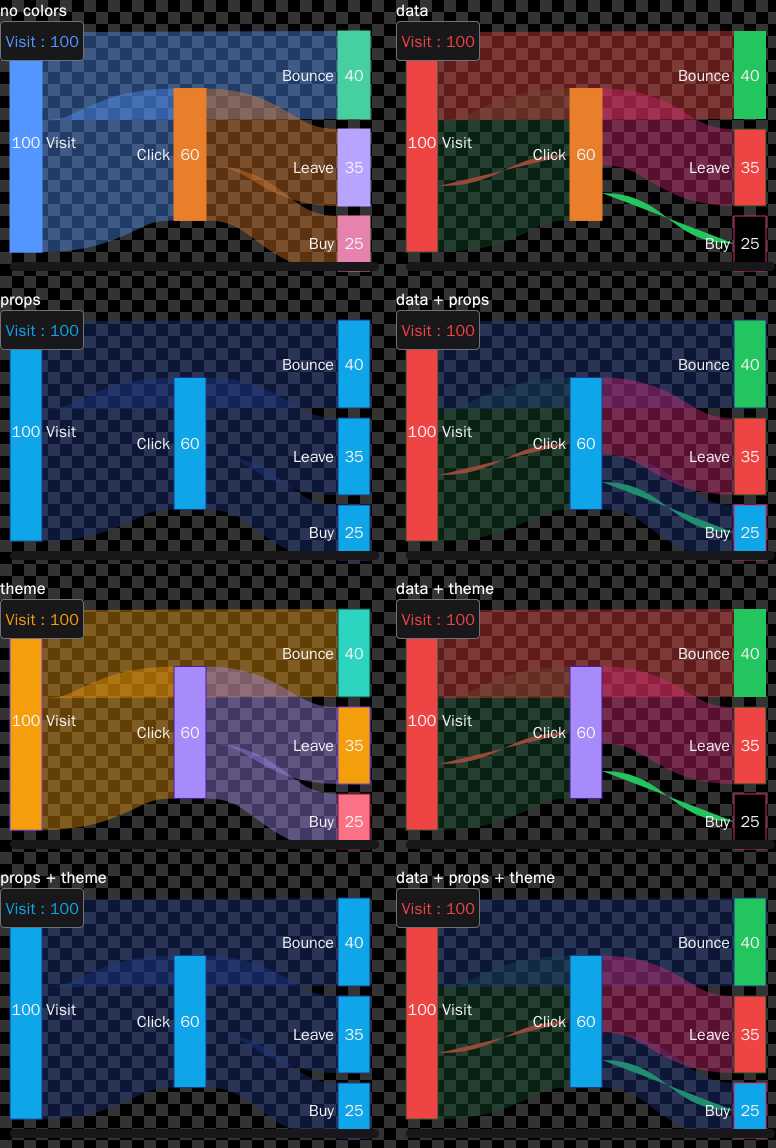 no colors
Visit : 100
Bounce 40
100 Visit
Click 60
Leave 35
Buy 25
data
Visit : 100
Bounce 40
100 Visit
Click 60
Leave 35
Buy 25
props
Visit : 100
Bounce 40
100 Visit
Click 60
Leave 35
Buy 25
data + props
Visit : 100
Bounce 40
100 Visit
Click 60
Leave 35
Buy 25
theme
Visit : 100
Bounce 40
100 Visit
Click 60
Leave 35
Buy 25
data + theme
Visit : 100
Bounce 40
100 Visit
Click 60
Leave 35
Buy 25
props + theme
Visit : 100
Bounce 40
100 Visit
Click 60
Leave 35
Buy 25
data + props + theme
Visit : 100
Bounce 40
100 Visit
Click 60
Leave 35
Buy 25